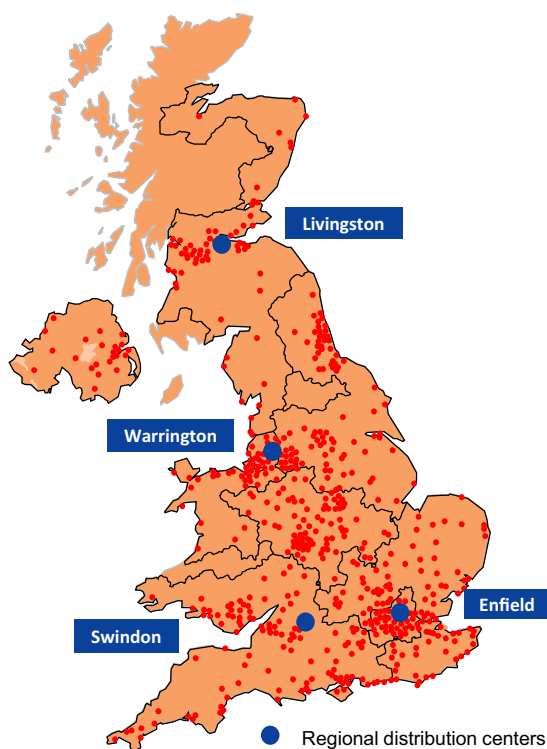 Livingston
Warrington
Enfield
Swindon
Regional distribution centers